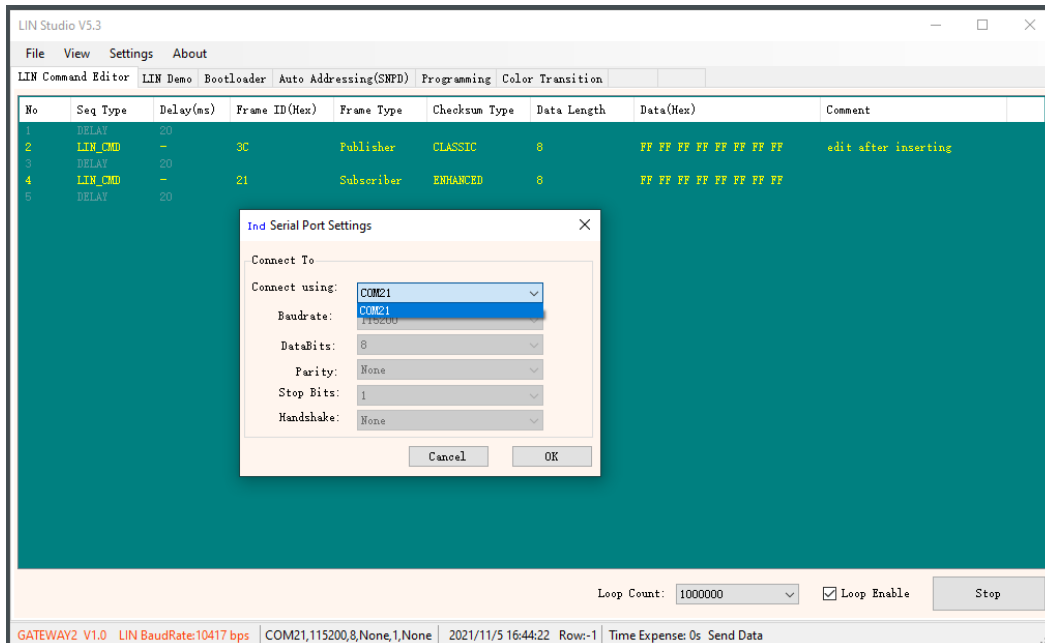 LIN Studio V5.3
File View Settings About
LIN Command Editor LIN Demo Bootloader Auto Addressing(SNPD) Programming Color Transition
No Seq Type Delay(ms) Frame ID(Hex) Frame Type Checksum Type Data Length Data(Hex) Comment
1 DELAY 20
2 LIN_CMD - 3C Publisher CLASSIC 8 FF FF FF FF FF FF FF FF edit after inserting
3 DELAY 20
4 LIN_CMD - 21 Subscriber ENHANCED 8 FF FF FF FF FF FF FF FF
5 DELAY 20
Ind Serial Port Settings
Connect To
Connect using: COM21
COM21
Baudrate: 115200
DataBits: 8
Parity: None
Stop Bits: 1
Handshake: None
Cancel OK
Loop Count: 1000000 Loop Enable Stop
GATEWAY2 V1.0 LIN BaudRate:10417 bps COM21,115200,8,None,1,None 2021/11/5 16:44:22 Row:-1 Time Expense: 0s Send Data